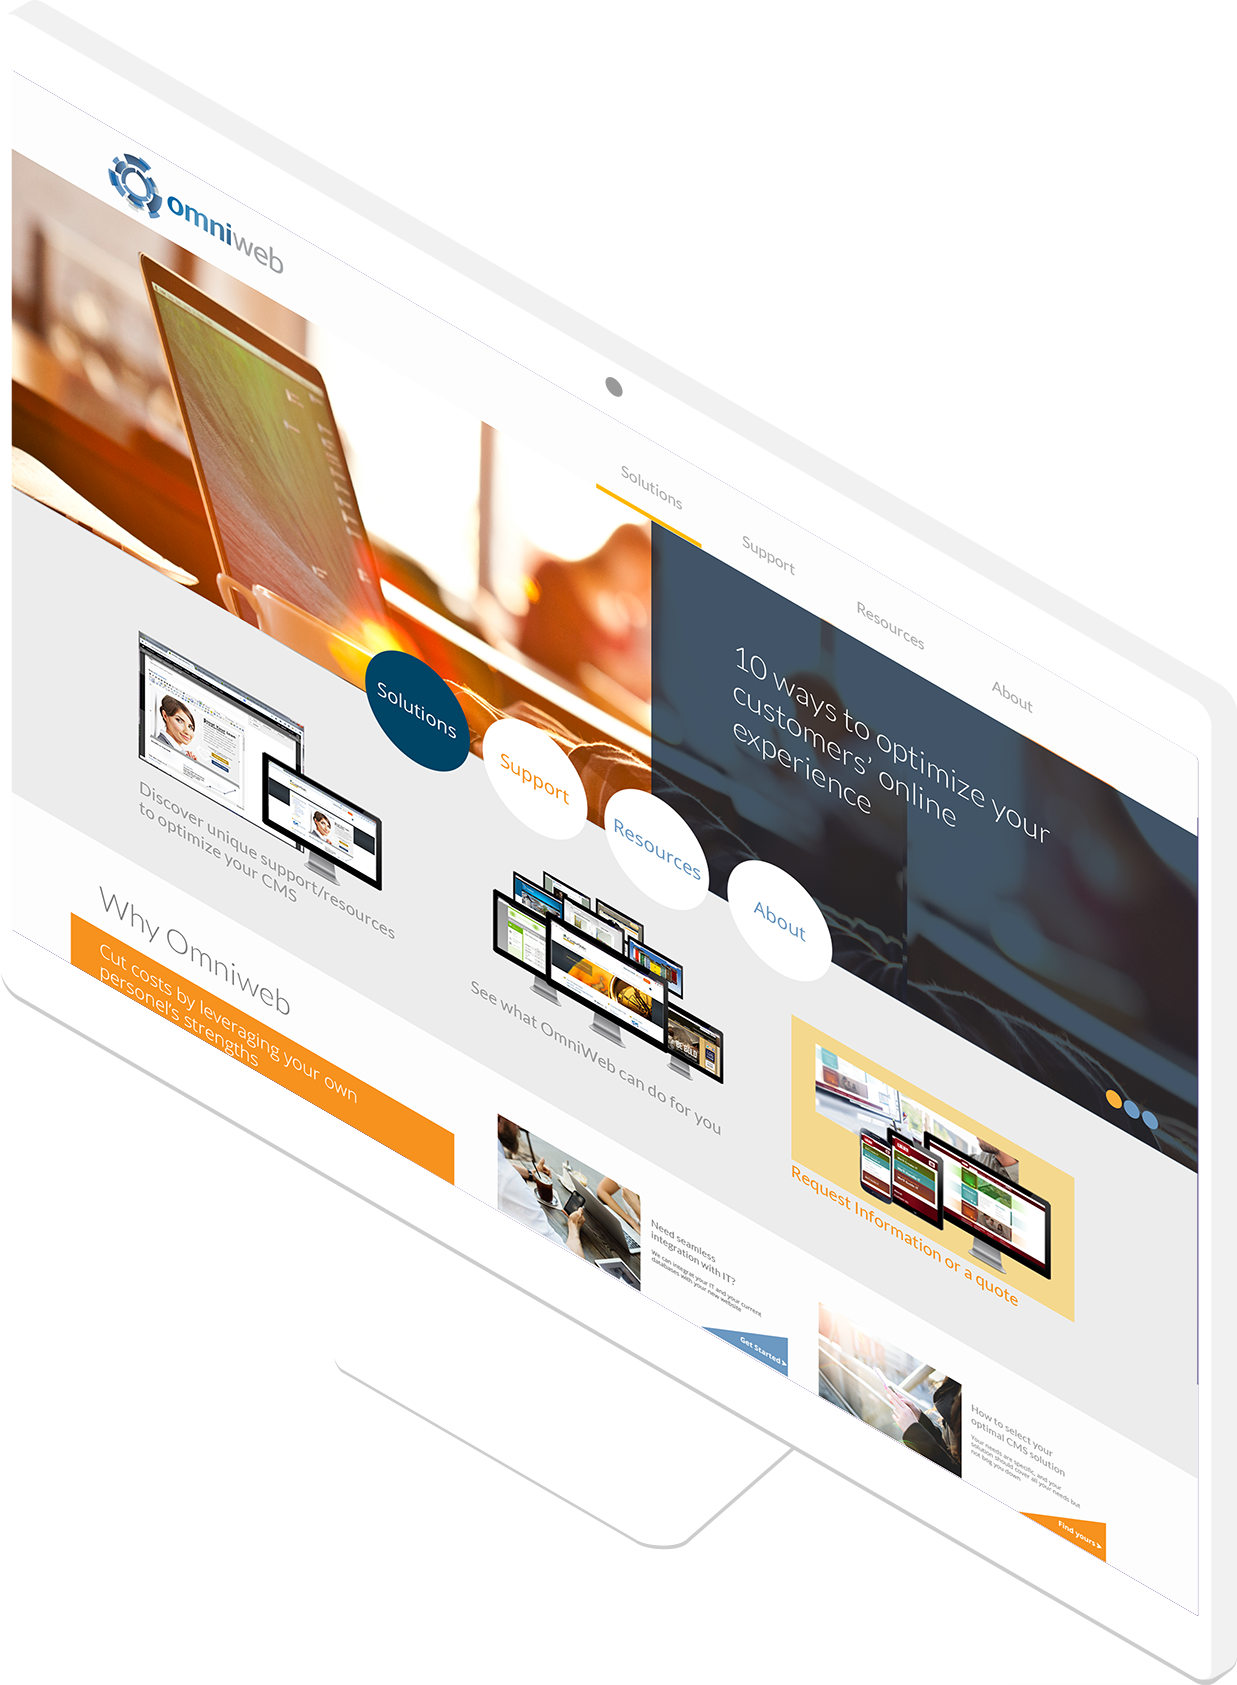 omniweb
Solutions
Support
Resources
About
10 ways to optimize your
customers' online
experience
Solutions
Support
Resources
About
Discover unique support/resources
to optimize your CMS
See what OmniWeb can do for you
Request Information or a quote
Why Omniweb
Cut costs by leveraging your own
personel's strengths
Need seamless
integration with IT?
We can integrate your IT and your current
databases with your new website
Get Started
How to select your
optimal CMS solution
Your needs are specific, and your
solution should cover all your needs but
not bog you down
Find yours